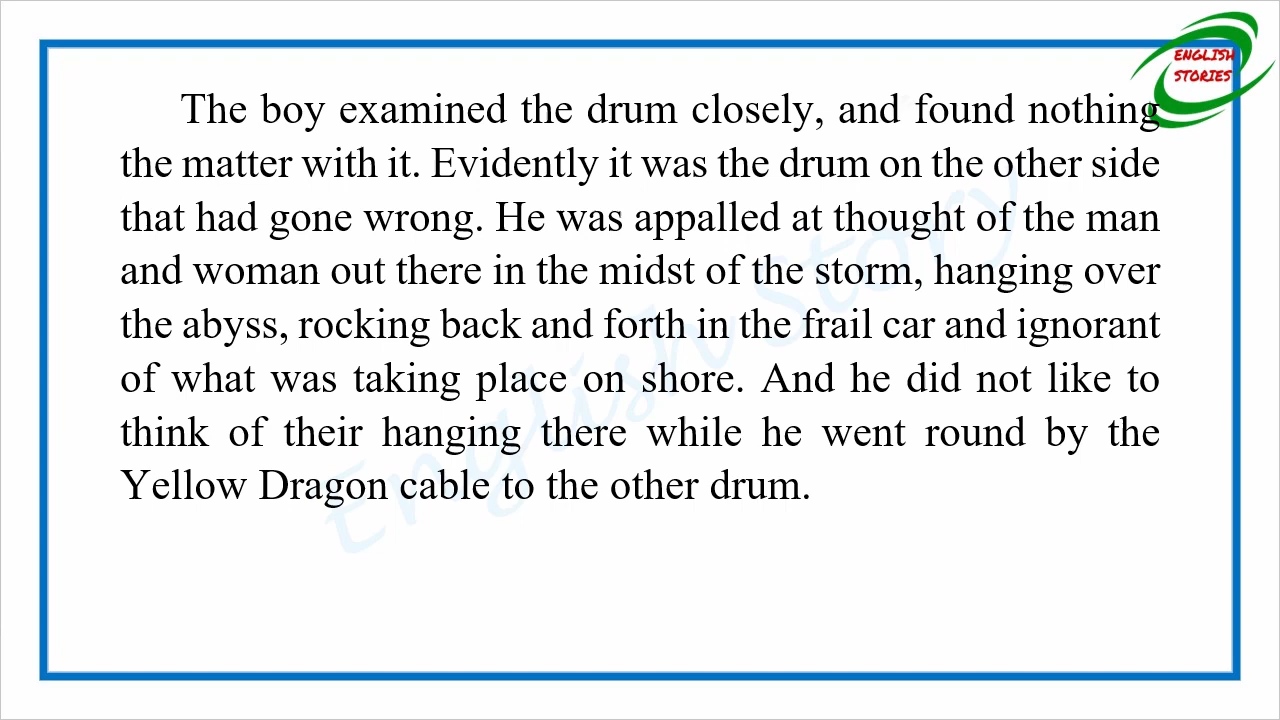 ENGLISH
STORIES
The boy examined the drum closely, and found nothing
the matter with it. Evidently it was the drum on the other side
that had gone wrong. He was appalled at thought of the man
and woman out there in the midst of the storm, hanging over
the abyss, rocking back and forth in the frail car and ignorant
of what was taking place on shore. And he did not like to
think of their hanging there while he went round by the
Yellow Dragon cable to the other drum.
English Story